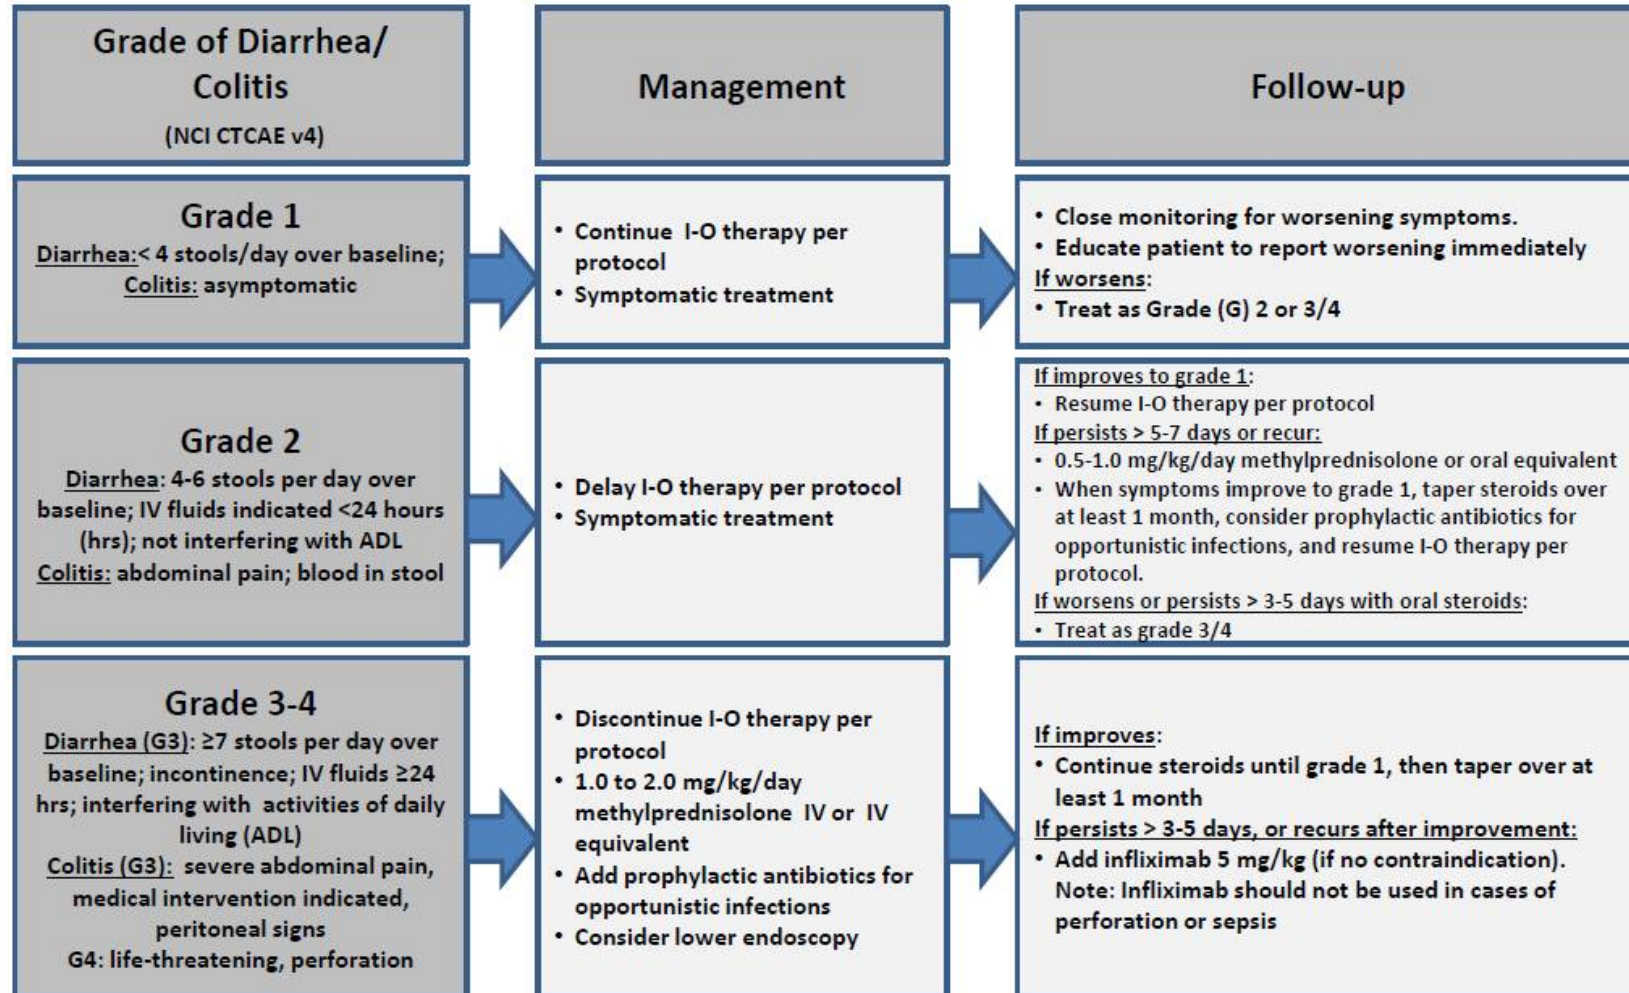 Grade of Diarrhea/
Colitis
(NCI CTCAE v4)
Management
Follow-up
Grade 1
Diarrhea:< 4 stools/day over baseline;
Colitis: asymptomatic
• Continue I-O therapy per
protocol
• Symptomatic treatment
• Close monitoring for worsening symptoms.
• Educate patient to report worsening immediately
If worsens:
• Treat as Grade (G) 2 or 3/4
Grade 2
Diarrhea: 4-6 stools per day over
baseline; IV fluids indicated <24 hours
(hrs); not interfering with ADL
Colitis: abdominal pain; blood in stool
• Delay I-O therapy per protocol
• Symptomatic treatment
If improves to grade 1:
• Resume I-O therapy per protocol
If persists > 5-7 days or recur:
• 0.5-1.0 mg/kg/day methylprednisolone or oral equivalent
• When symptoms improve to grade 1, taper steroids over
at least 1 month, consider prophylactic antibiotics for
opportunistic infections, and resume I-O therapy per
protocol.
If worsens or persists > 3-5 days with oral steroids:
• Treat as grade 3/4
Grade 3-4
Diarrhea (G3): ≥7 stools per day over
baseline; incontinence; IV fluids ≥24
hrs; interfering with activities of daily
living (ADL)
Colitis (G3): severe abdominal pain,
medical intervention indicated,
peritoneal signs
G4: life-threatening, perforation
• Discontinue I-O therapy per
protocol
• 1.0 to 2.0 mg/kg/day
methylprednisolone IV or IV
equivalent
• Add prophylactic antibiotics for
opportunistic infections
• Consider lower endoscopy
If improves:
• Continue steroids until grade 1, then taper over at
least 1 month
If persists > 3-5 days, or recurs after improvement:
• Add infliximab 5 mg/kg (if no contraindication).
Note: Infliximab should not be used in cases of
perforation or sepsis